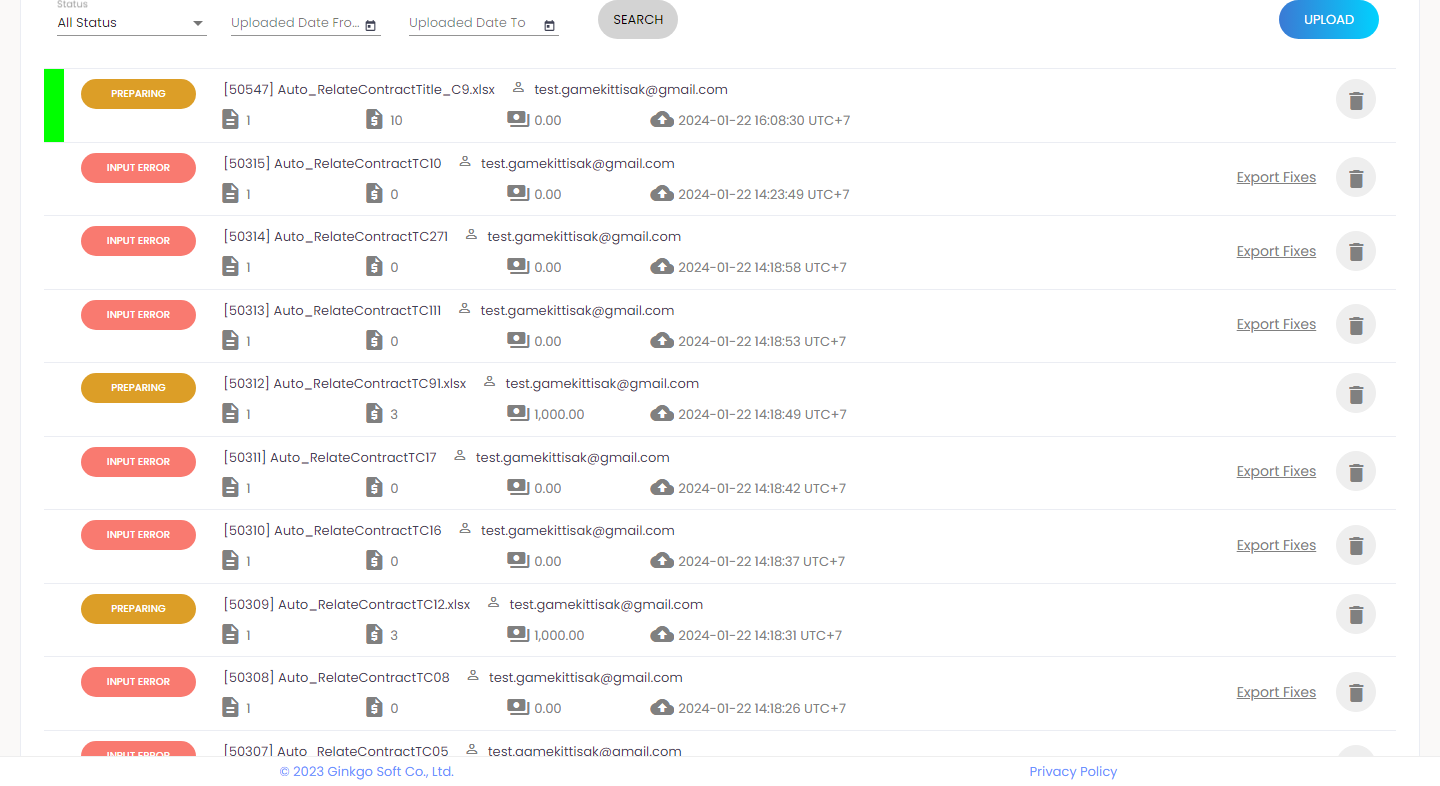 Status
All Status
Uploaded Date Fro...
Uploaded Date To
SEARCH
UPLOAD
PREPARING
[50547] Auto_RelateContractTitle_C9.xlsx test.gamekittisak@gmail.com
1 10 0.00 2024-01-22 16:08:30 UTC+7
INPUT ERROR
[50315] Auto_RelateContractTC10 test.gamekittisak@gmail.com
1 0 0.00 2024-01-22 14:23:49 UTC+7
Export Fixes
INPUT ERROR
[50314] Auto_RelateContractTC271 test.gamekittisak@gmail.com
1 0 0.00 2024-01-22 14:18:58 UTC+7
Export Fixes
INPUT ERROR
[50313] Auto_RelateContractTC111 test.gamekittisak@gmail.com
1 0 0.00 2024-01-22 14:18:53 UTC+7
Export Fixes
PREPARING
[50312] Auto_RelateContractTC91.xlsx test.gamekittisak@gmail.com
1 3 1,000.00 2024-01-22 14:18:49 UTC+7
INPUT ERROR
[50311] Auto_RelateContractTC17 test.gamekittisak@gmail.com
1 0 0.00 2024-01-22 14:18:42 UTC+7
Export Fixes
INPUT ERROR
[50310] Auto_RelateContractTC16 test.gamekittisak@gmail.com
1 0 0.00 2024-01-22 14:18:37 UTC+7
Export Fixes
PREPARING
[50309] Auto_RelateContractTC12.xlsx test.gamekittisak@gmail.com
1 3 1,000.00 2024-01-22 14:18:31 UTC+7
INPUT ERROR
[50308] Auto_RelateContractTC08 test.gamekittisak@gmail.com
1 0 0.00 2024-01-22 14:18:26 UTC+7
Export Fixes
INPUT ERROR
[50307] Auto_RelateContractTC05 test.gamekittisak@gmail.com
© 2023 Ginkgo Soft Co., Ltd.
Privacy Policy